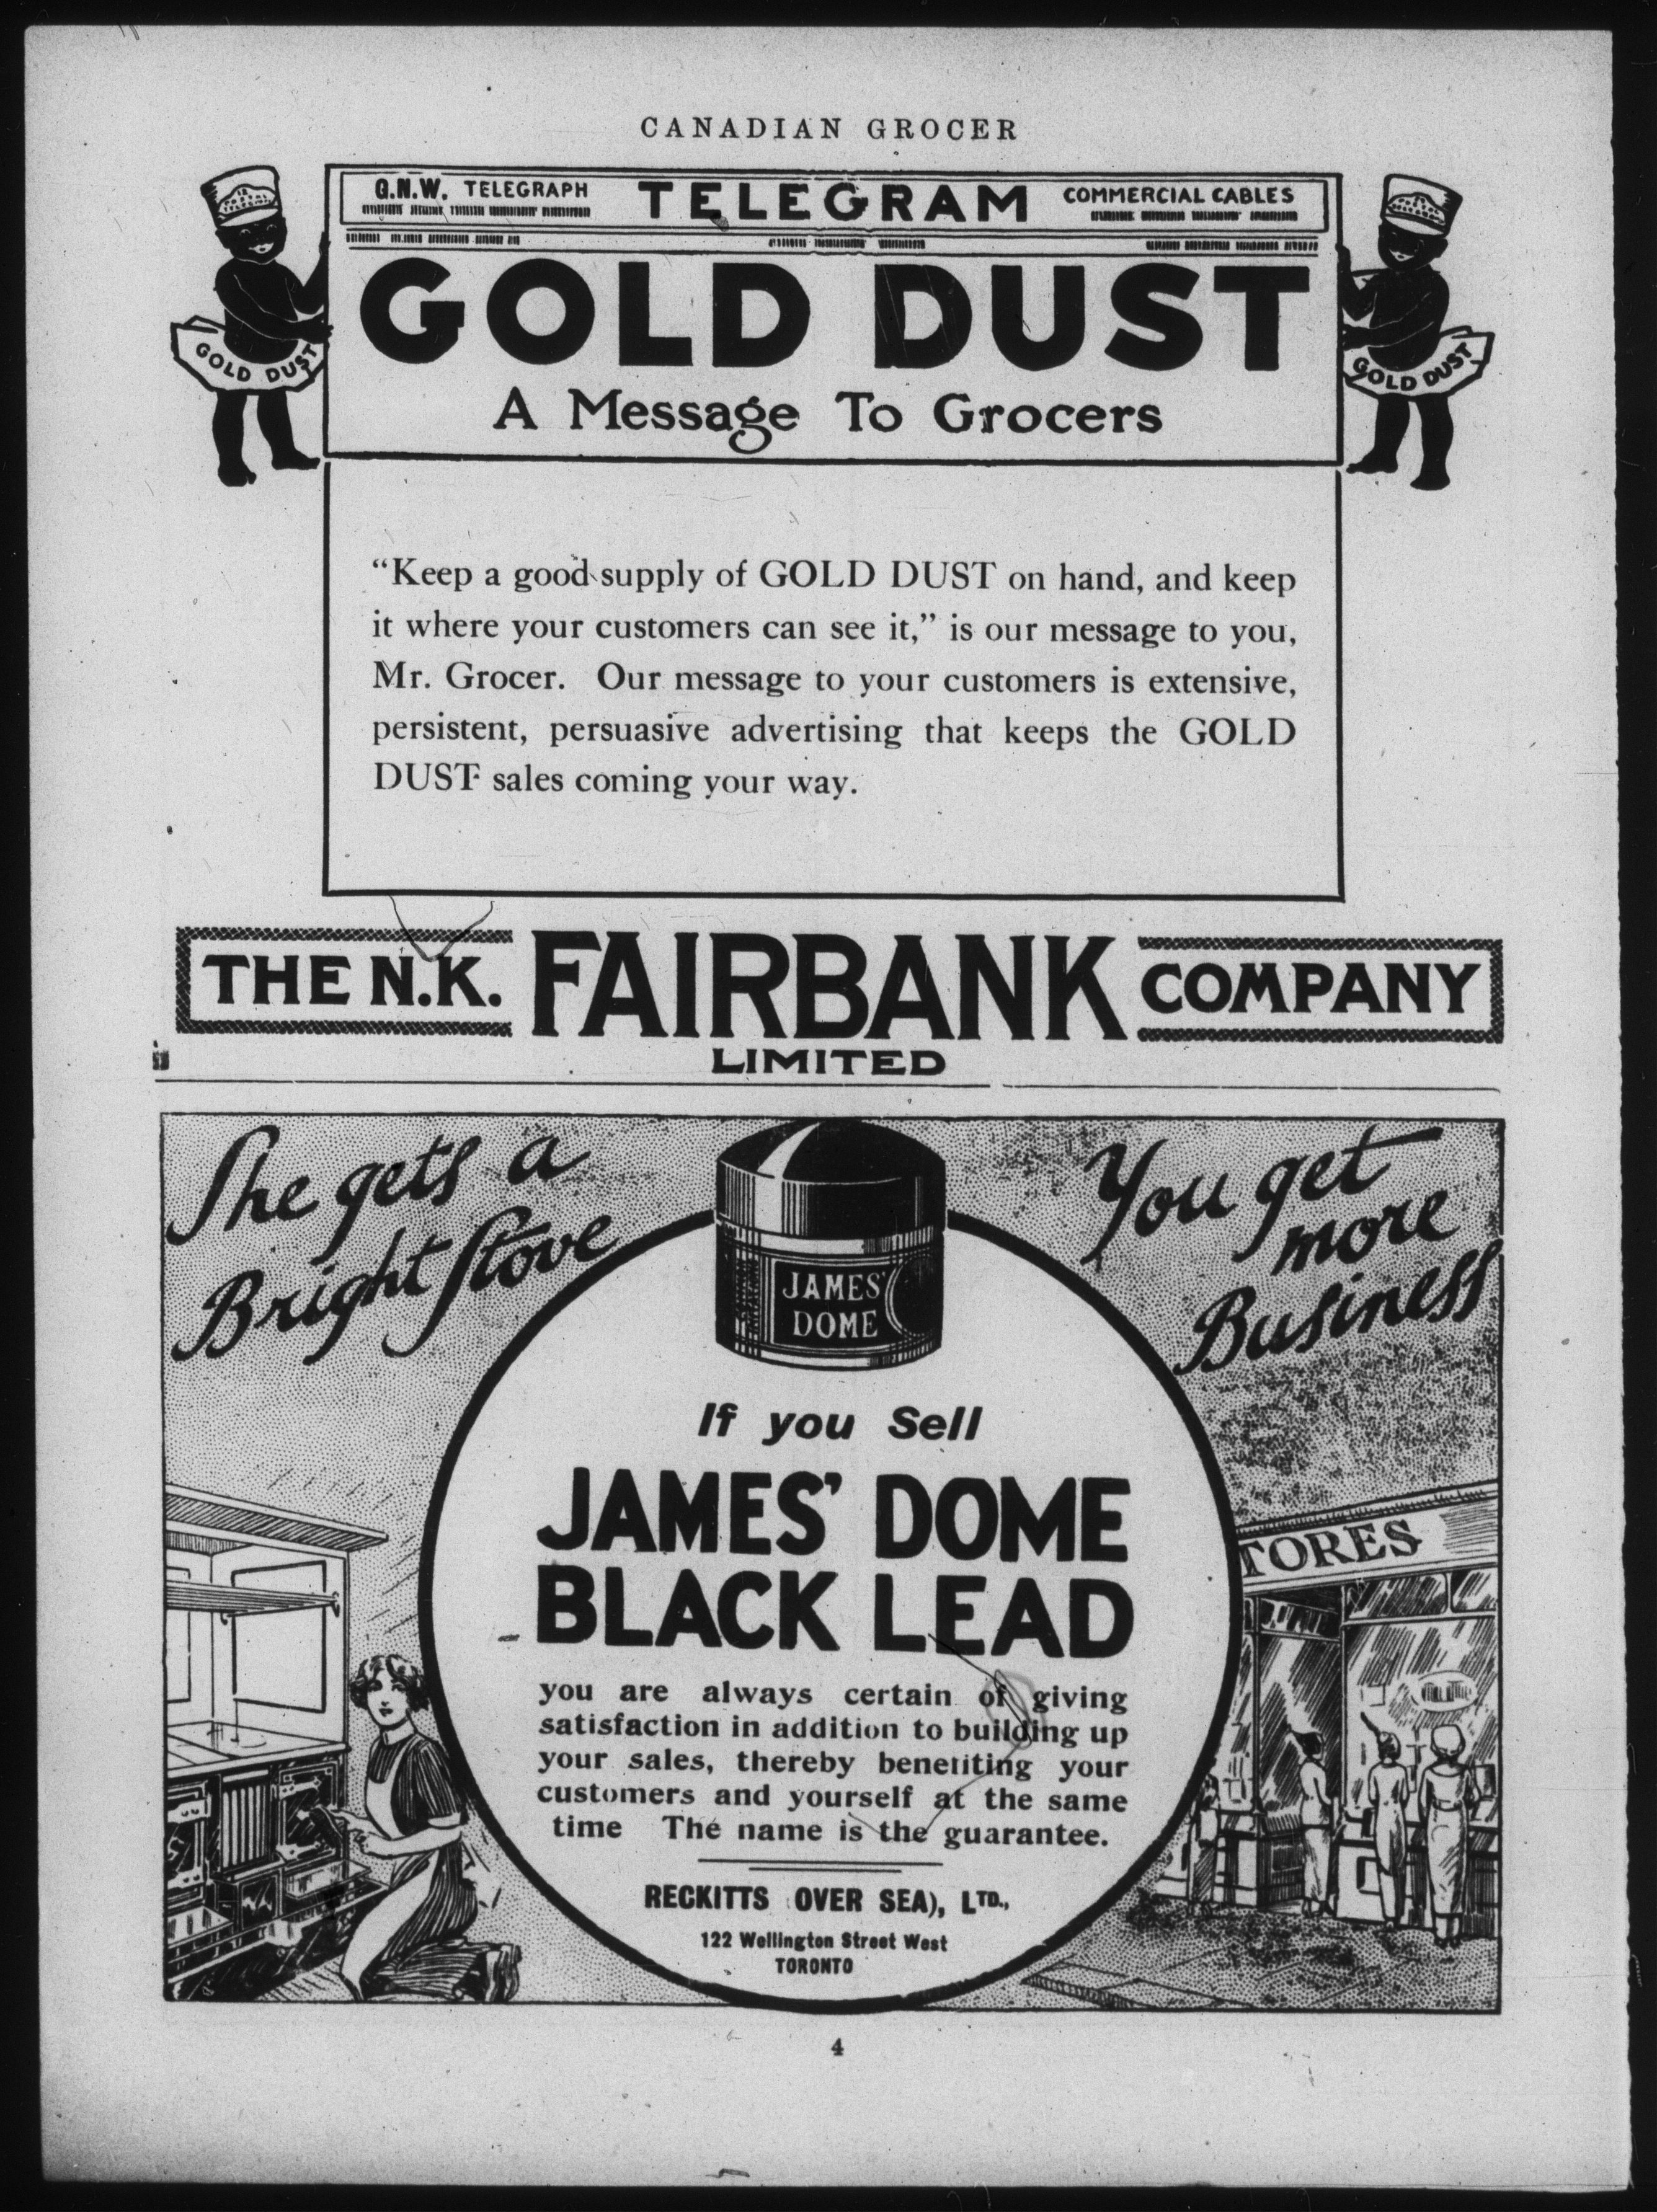 CANADIAN GROCER
G.N.W. TELEGRAPH
TELEGRAM
COMMERCIAL CABLES
GOLD DUST
GOLD DUST
GOLD DUST
A Message To Grocers
“Keep a good supply of GOLD DUST on hand, and keep
it where your customers can see it,” is our message to you,
Mr. Grocer. Our message to your customers is extensive,
persistent, persuasive advertising that keeps the GOLD
DUST sales coming your way.
THE N.K. FAIRBANK COMPANY
LIMITED
She gets a
Bright Stove
You get
more
Business
JAMES'
DOME
If you Sell
JAMES' DOME
BLACK LEAD
you are always certain of giving
satisfaction in addition to building up
your sales, thereby benefiting your
customers and yourself at the same
time The name is the guarantee.
RECKITTS (OVER SEA), LTD.,
122 Wellington Street West
TORONTO
TORES
4